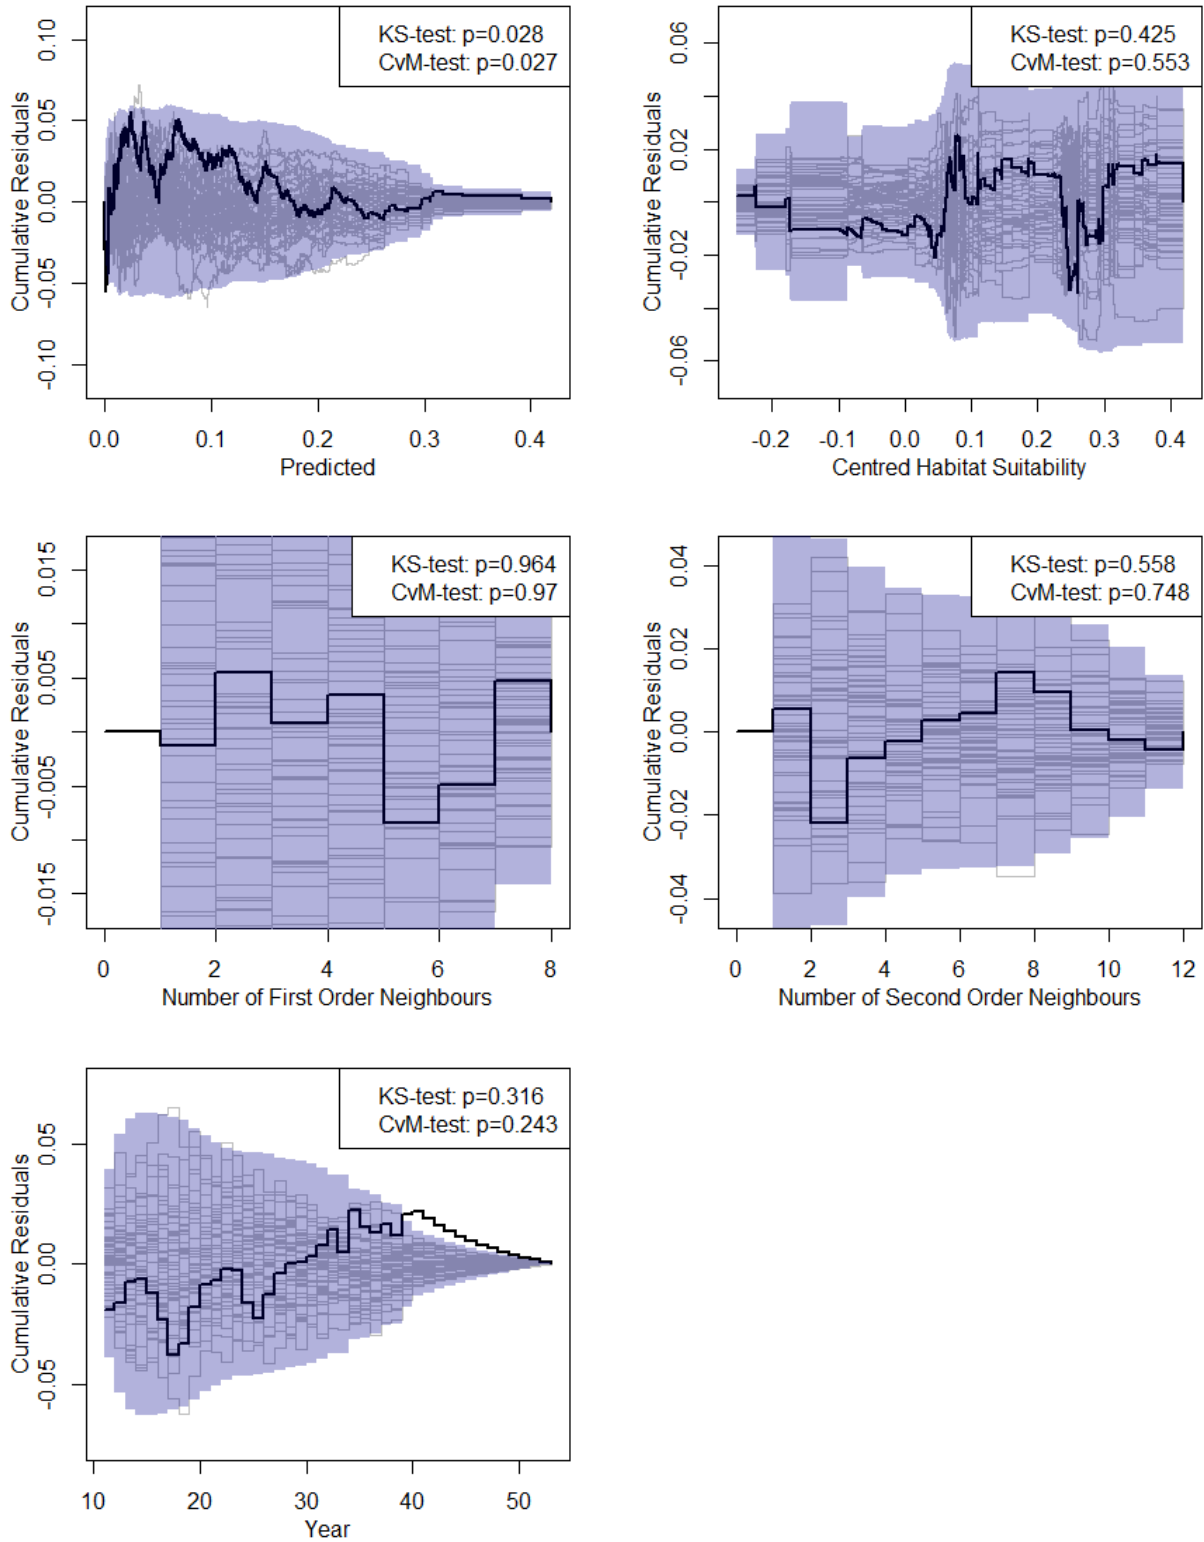 KS-test: p=0.028
CvM-test: p=0.027
Cumulative Residuals
0.10
0.05
0.00
-0.05
-0.10
0.0 0.1 0.2 0.3 0.4
Predicted
KS-test: p=0.425
CvM-test: p=0.553
Cumulative Residuals
0.06
0.02
-0.02
-0.06
-0.2 -0.1 0.0 0.1 0.2 0.3 0.4
Centred Habitat Suitability
KS-test: p=0.964
CvM-test: p=0.97
Cumulative Residuals
0.015
0.005
-0.005
-0.015
0 2 4 6 8
Number of First Order Neighbours
KS-test: p=0.558
CvM-test: p=0.748
Cumulative Residuals
0.04
0.02
0.00
-0.02
-0.04
0 2 4 6 8 10 12
Number of Second Order Neighbours
KS-test: p=0.316
CvM-test: p=0.243
Cumulative Residuals
0.05
0.00
-0.05
10 20 30 40 50
Year